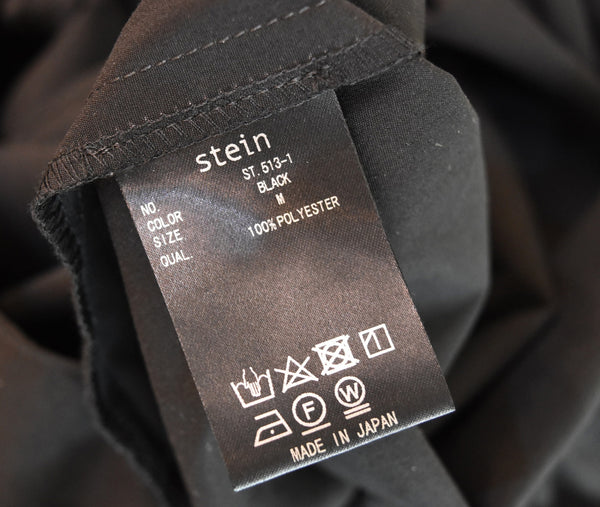 stein
NO. ST. 513-1
COLOR BLACK
SIZE M
QUAL. 100% POLYESTER
F W
MADE IN JAPAN